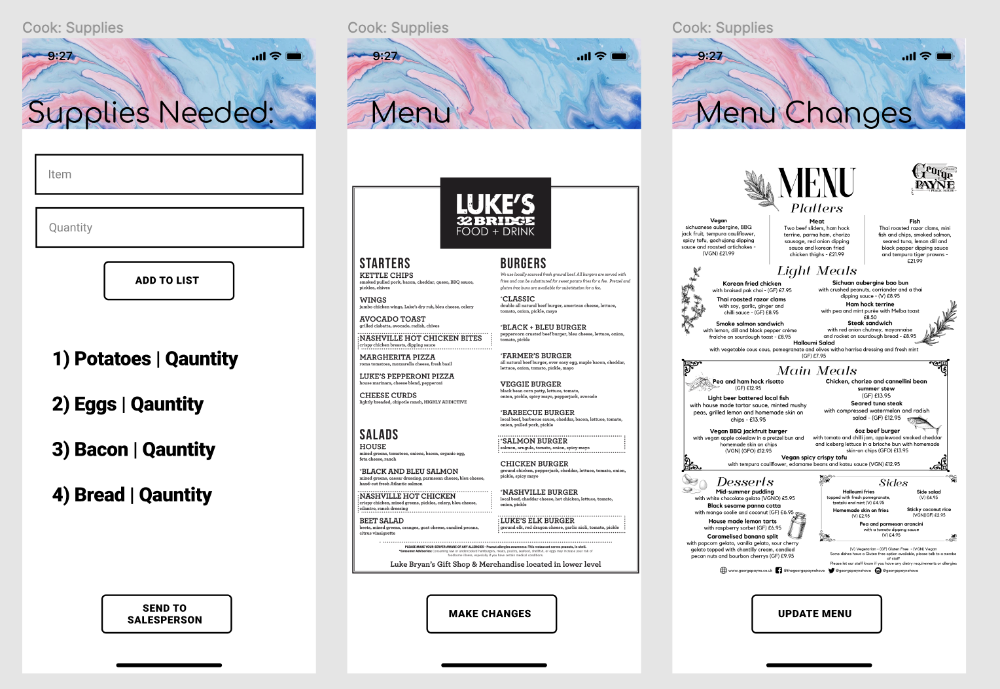 Cook: Supplies
9:27
Supplies Needed:
Item
Quantity
ADD TO LIST
1) Potatoes | Qauntity
2) Eggs | Qauntity
3) Bacon | Qauntity
4) Bread | Qauntity
SEND TO
SALESPERSON
Cook: Supplies
9:27
Menu
LUKE'S
32 BRIDGE
FOOD + DRINK
STARTERS
KETTLE CHIPS
smoked pulled pork, bacon, cheddar, queso, BBQ sauce,
pickles, chives
WINGS
jumbo chicken wings, Luke's dry rub, bleu cheese, celery
AVOCADO TOAST
grilled ciabatta, avocado, radish, chives
NASHVILLE HOT CHICKEN BITES
crispy chicken breasts, dipping sauce
MARGHERITA PIZZA
roma tomatoes, mozzarella cheese, fresh basil
LUKE'S PEPPERONI PIZZA
house marinara, cheese blend, pepperoni
CHEESE CURDS
lightly breaded, chipotle ranch, HIGHLY ADDICTIVE
SALADS
HOUSE
mixed greens, tomatoes, onions, bacon, organic egg,
feta cheese, ranch
*BLACK AND BLEU SALMON
mixed greens, caesar dressing, parmesan cheese, bleu cheese,
hand-cut fresh Atlantic salmon
NASHVILLE HOT CHICKEN
crispy chicken, mixed greens, pickles, celery, bleu cheese,
cilantro, ranch dressing
BEET SALAD
beets, mixed greens, oranges, goat cheese, candied pecans,
citrus vinaigrette
BURGERS
We use locally sourced fresh ground beef. All burgers are served with
fries and can be substituted for sweet potato fries for a fee. Pretzel and
gluten free buns are available for substitution for a fee.
*CLASSIC
double all natural beef burger, american cheese, lettuce,
tomato, onion, pickle, mayo
*BLACK + BLEU BURGER
peppercorn crusted beef burger, bleu cheese, lettuce, onion,
tomato, pickle
*FARMER'S BURGER
all natural beef burger, over easy egg, maple bacon, cheddar,
lettuce, onion, tomato, pickle, mayo
VEGGIE BURGER
black bean corn patty, lettuce, tomato,
onion, pickle, spicy mayo, pepperjack, avocado
*BARBECUE BURGER
local beef, barbecue sauce, cheddar, bacon, lettuce, tomato,
onion, pulled pork, pickle
*SALMON BURGER
salmon, arugula, tomato, onion, spicy mayo
CHICKEN BURGER
ground chicken, pepperjack, cheddar, lettuce, tomato, onion,
pickle, spicy mayo
*NASHVILLE BURGER
local beef, cheddar cheese, hot chicken, lettuce, tomato,
onion, pickle
LUKE'S ELK BURGER
ground elk, red dragon cheese, garlic aioli, tomato, pickle
PLEASE MAKE YOUR SERVER AWARE OF ANY ALLERGIES - Peanut allergies awareness: This restaurant serves peanuts, in shell.
*Consumer Advisories: Consuming raw or undercooked hamburgers, meats, poultry, seafood, shellfish, or eggs may increase your risk of
foodborne illness, especially if you have certain medical conditions.
Luke Bryan's Gift Shop & Merchandise located in lower level
MAKE CHANGES
Cook: Supplies
9:27
Menu Changes
MENU
George
PAYNE
PUBLIC HOUSE
Platters
Vegan
sichuanese aubergine, BBQ
jack fruit, tempura cauliflower,
spicy tofu, gochujang dipping
sauce and roasted artichokes -
(VGN) £21.99
Meat
Two beef sliders, ham hock
terrine, parma ham, chorizo
sausage, red onion dipping
sauce and korean fried
chicken thighs - £21.99
Fish
Thai roasted razor clams, mini
fish and chips, smoked salmon,
seared tuna, lemon dill and
black pepper dipping sauce
and tempura tiger prawns -
£21.99
Light Meals
Korean fried chicken
with braised pak choi - (GF) £7.95
Thai roasted razor clams
with soy, garlic, ginger and
chilli sauce - (GF) £8.95
Smoke salmon sandwich
with lemon, dill and black pepper crème
fraîche on sourdough toast - £8.95
Sichuan aubergine bao bun
with crushed peanuts, corriander and a thai
dipping sauce - (V) £8.95
Ham hock terrine
with pea and mint purée with Melba toast
£8.50
Steak sandwich
with red onion chutney, mayonnaise
and rocket on sourdough bread - £8.95
Halloumi Salad
with vegetable cous cous, pomegranate and olives witha harrisa dressing and fresh mint
(GF) £7.95
Main Meals
Pea and ham hock risotto
(GF) £12.95
Light beer battered local fish
with house made tartar sauce, minted mushy
peas, grilled lemon and homemade skin on
chips - £13.95
Vegan BBQ jackfruit burger
with vegan apple coleslaw in a pretzel bun and
homemade skin on chips
(VGN) (GFO) £12.95
Chicken, chorizo and cannellini bean
summer stew
(GF) £13.95
Seared tuna steak
with compressed watermelon and radish
salad - (GF) £12.95
6oz beef burger
with tomato and chilli jam, applewood smoked cheddar
and iceberg lettuce in a brioche bun with homemade
skin-on chips (GFO) £13.95
Vegan spicy crispy tofu
with tempura cauliflower, edamame beans and katsu sauce (VGN) £12.95
Desserts
Mid-summer pudding
with white chocolate gelato (VGNO) £5.95
Black sesame panna cotta
with mango coolie and coconut (GF) £6.95
House made lemon tarts
with raspberry sorbet (GF) £6.95
Caramelised banana split
with popcorn gelato, vanilla gelato, sour cherry
gelato topped with chantilly cream, candied
pecan nuts and bourbon cherrys (GF) £9.95
Sides
Halloumi fries
topped with fresh pomegranate,
tzatziki and mint (V) £4.95
Side salad
(V) £4.95
Homemade skin on fries
(V) £2.95
Sticky coconut rice
(VGN)(GF) £2.95
Pea and parmesan arancini
with a tomato dipping sauce
(V) £4.95
(V) Vegetarian - (GF) Gluten Free - (VGN) Vegan
Some dishes have a Gluten free option available, please talk to a membe
of staff
Please let our staff know if you have any dietry requirements or allergies
www.georgepayne.co.uk @thegeorgepaynehove @georgepaynehove @georgepaynehove
UPDATE MENU